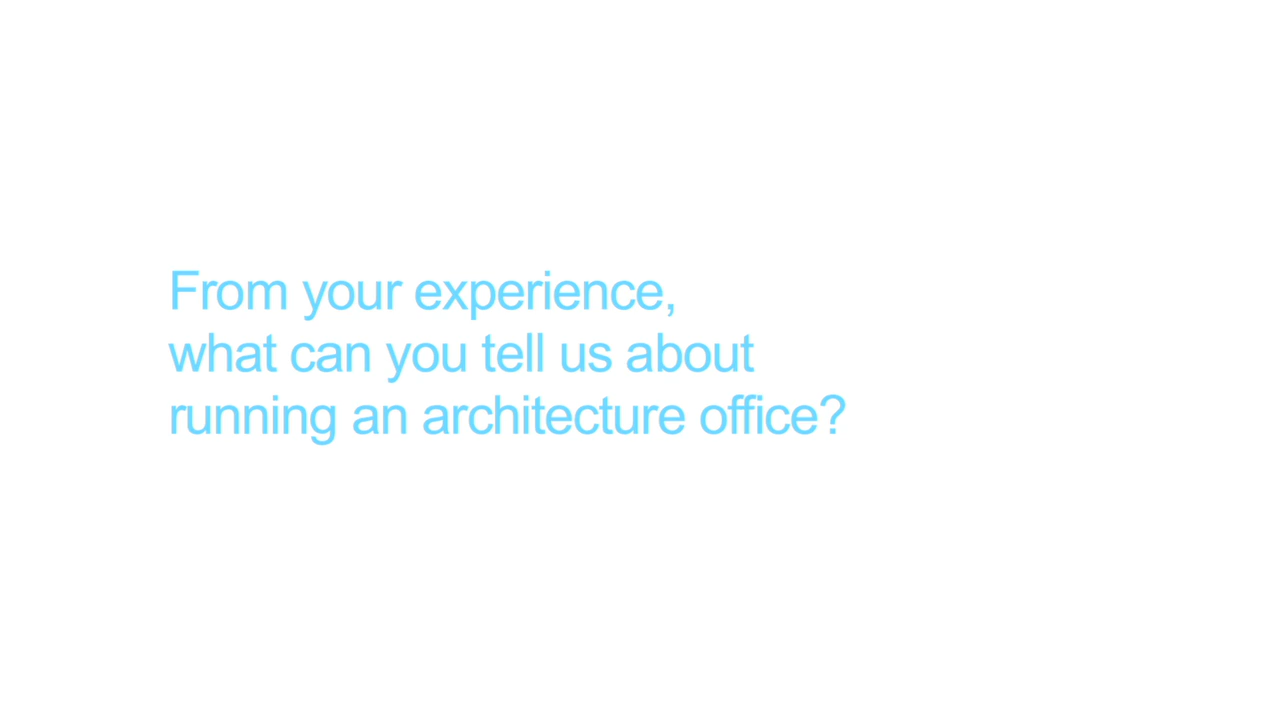 From your experience,
what can you tell us about
running an architecture office?